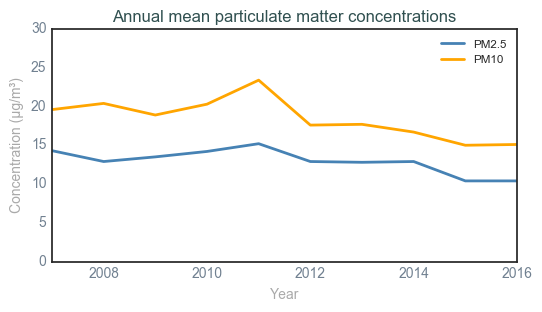 Annual mean particulate matter concentrations
30
25
20
15
10
5
0
Concentration (µg/m³)
PM2.5
PM10
2008
2010
2012
2014
2016
Year